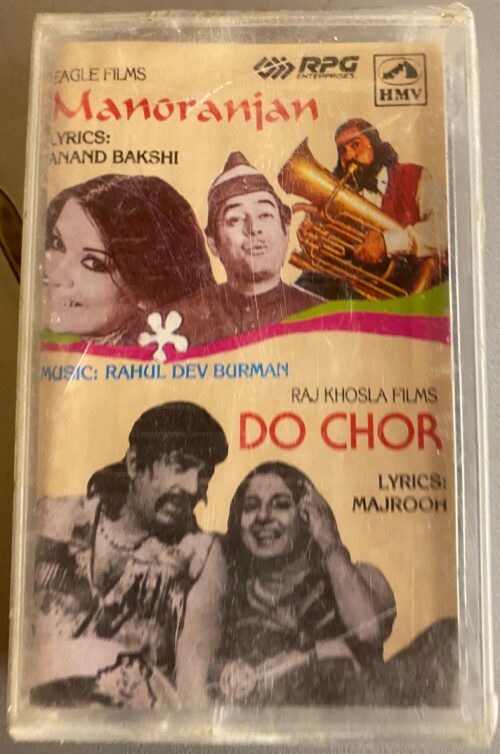 EAGLE FILMS
RPG
ENTERPRISES
HMV
Manoranjan
LYRICS:
ANAND BAKSHI
MUSIC: RAHUL DEV BURMAN
RAJ KHOSLA FILMS
DO CHOR
LYRICS:
MAJROOH